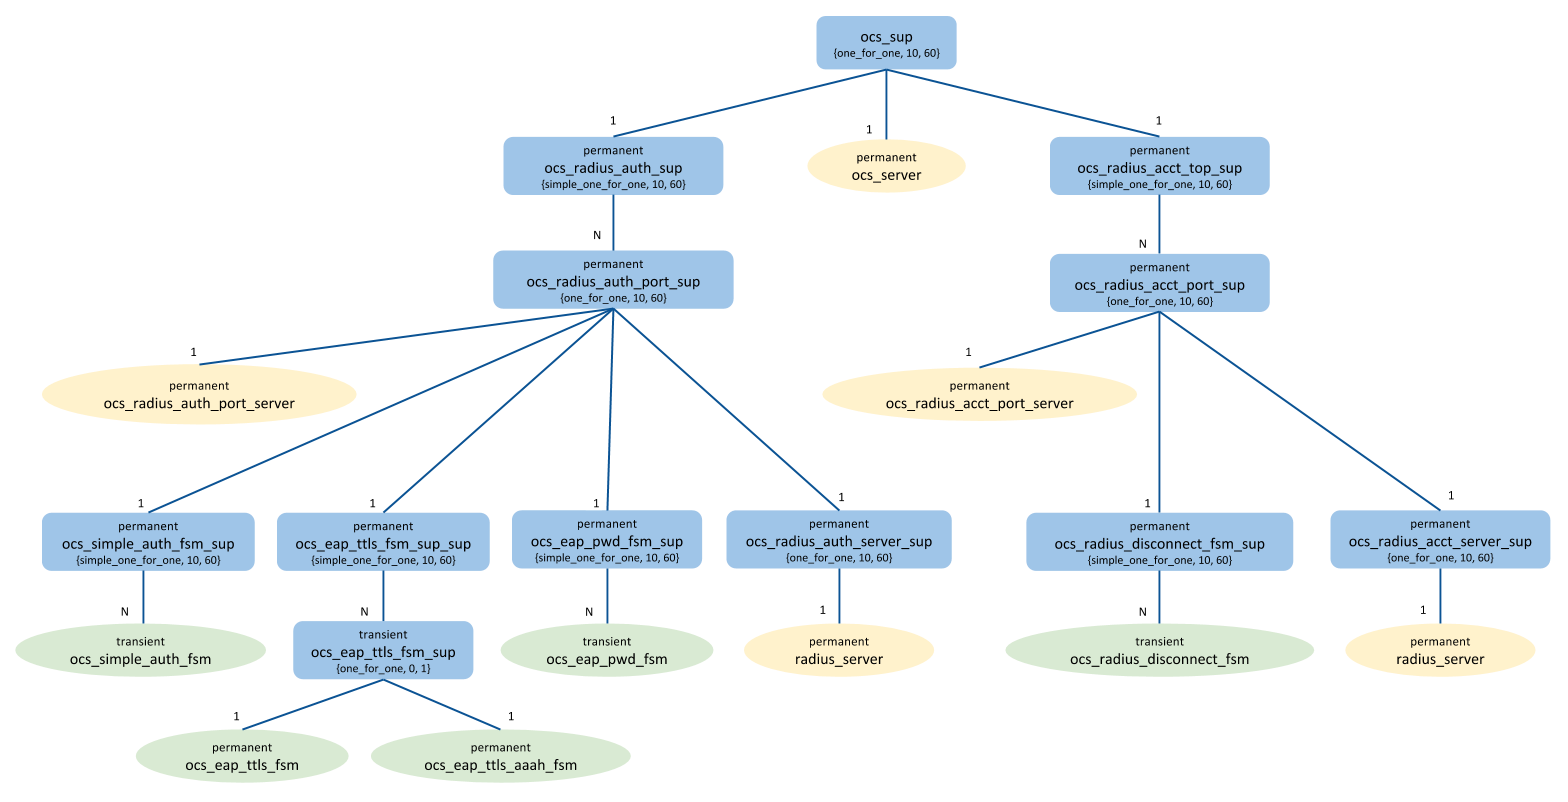 ocs_sup
{one_for_one, 10, 60}
1
1
1
permanent
ocs_radius_auth_sup
{simple_one_for_one, 10, 60}
permanent
ocs_server
permanent
ocs_radius_acct_top_sup
{simple_one_for_one, 10, 60}
N
N
permanent
ocs_radius_auth_port_sup
{one_for_one, 10, 60}
permanent
ocs_radius_acct_port_sup
{one_for_one, 10, 60}
1
1
permanent
ocs_radius_auth_port_server
permanent
ocs_radius_acct_port_server
1
1
1
1
1
1
permanent
ocs_simple_auth_fsm_sup
{simple_one_for_one, 10, 60}
permanent
ocs_eap_ttls_fsm_sup_sup
{simple_one_for_one, 10, 60}
permanent
ocs_eap_pwd_fsm_sup
{simple_one_for_one, 10, 60}
permanent
ocs_radius_auth_server_sup
{one_for_one, 10, 60}
permanent
ocs_radius_disconnect_fsm_sup
{simple_one_for_one, 10, 60}
permanent
ocs_radius_acct_server_sup
{one_for_one, 10, 60}
N
N
N
1
N
1
transient
ocs_simple_auth_fsm
transient
ocs_eap_ttls_fsm_sup
{one_for_one, 0, 1}
transient
ocs_eap_pwd_fsm
permanent
radius_server
transient
ocs_radius_disconnect_fsm
permanent
radius_server
1
1
permanent
ocs_eap_ttls_fsm
permanent
ocs_eap_ttls_aaah_fsm